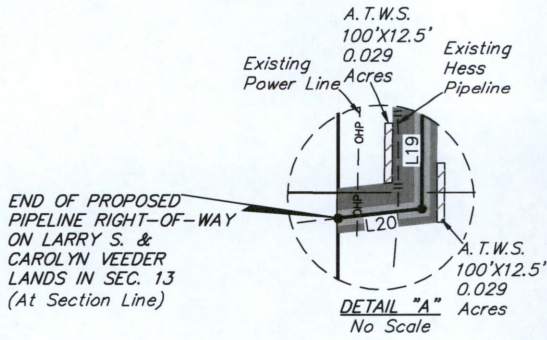 A.T.W.S.
100'X12.5'
0.029
Acres
Existing
Power Line
Existing
Hess
Pipeline
OHP
OHP
L19
L20
END OF PROPOSED
PIPELINE RIGHT-OF-WAY
ON LARRY S. &
CAROLYN VEEDER
LANDS IN SEC. 13
(At Section Line)
A.T.W.S.
100'X12.5'
0.029
Acres
DETAIL "A"
No Scale